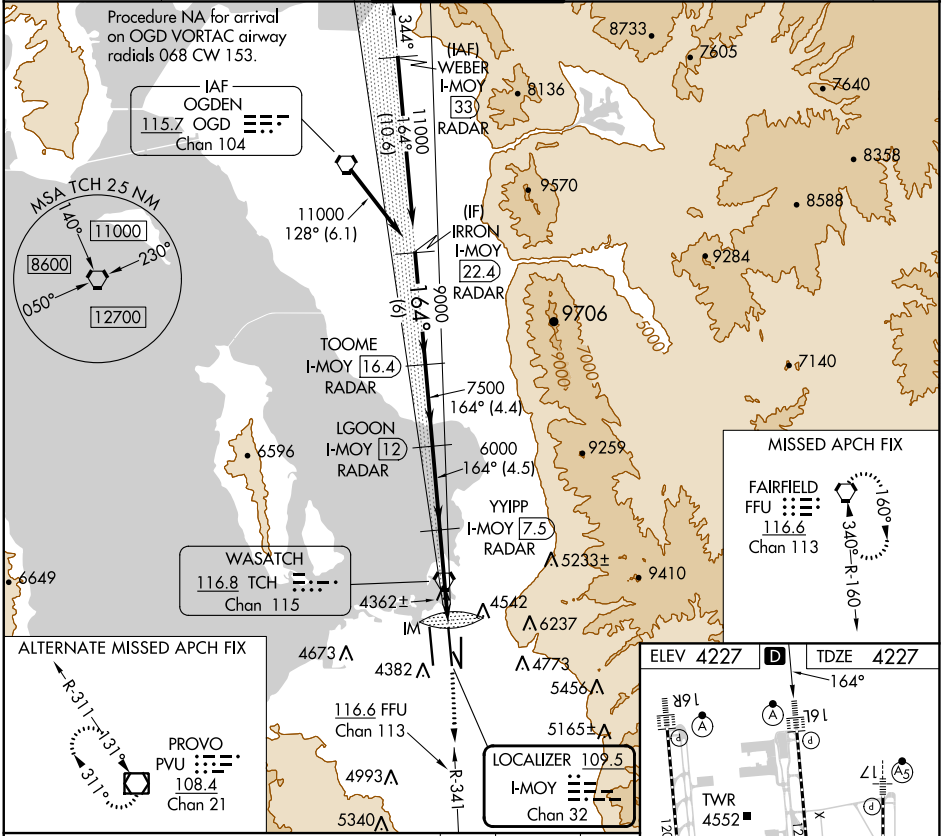 Procedure NA for arrival
on OGD VORTAC airway
radials 068 CW 153.
IAF
OGDEN
115.7 OGD
Chan 104
344°
(IAF)
WEBER
I-MOY
33
RADAR
11000
164°
(10.6)
8733
7605
7640
8136
8358
9570
8588
9284
MSA TCH 25 NM
140°
11000
8600
230°
050°
12700
11000
128° (6.1)
(IF)
IRRON
I-MOY
22.4
RADAR
9000
164°
(6)
9706
5000
9000
7000
7140
TOOME
I-MOY 16.4
RADAR
7500
164° (4.4)
LGOON
I-MOY 12
RADAR
6000
164° (4.5)
6596
9259
YYIPP
I-MOY 7.5
RADAR
MISSED APCH FIX
FAIRFIELD
FFU
116.6
Chan 113
160°
340°
R-160
WASATCH
116.8 TCH
Chan 115
6649
5233±
9410
4362±
4542
IM
6237
4673
4382
4773
5456
5165±
116.6 FFU
Chan 113
R-341
4993
5340
ALTERNATE MISSED APCH FIX
R-311
131°
311°
PROVO
PVU
108.4
Chan 21
LOCALIZER 109.5
I-MOY
Chan 32
ELEV 4227
D
TDZE 4227
164°
16R
A
A
16L
P
P
17
A5
P
TWR
4552
X